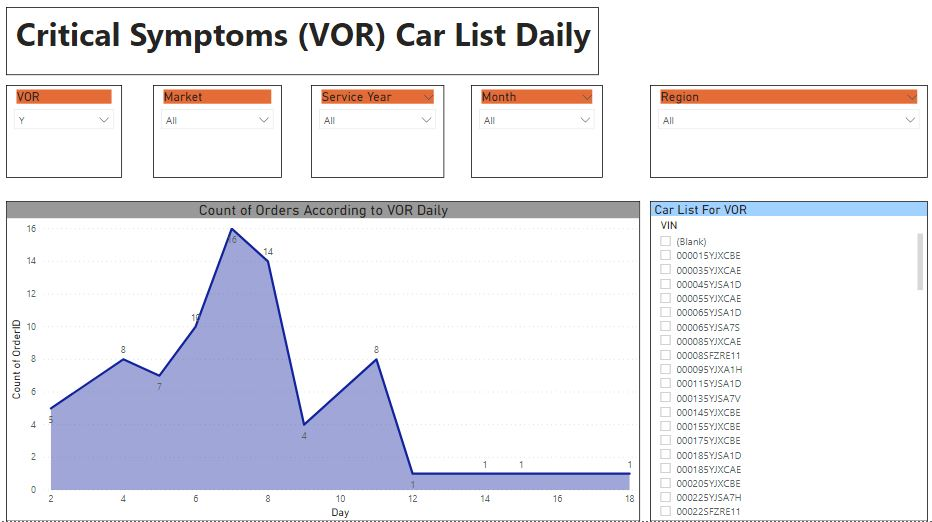 Critical Symptoms (VOR) Car List Daily
VOR
Market
Service Year
Month
Region
Y
All
All
All
All
Count of Orders According to VOR Daily
Count of OrderID
16
14
12
10
8
6
4
2
0
5
8
7
10
16
14
4
8
1
1
1
1
2
4
6
8
10
12
14
16
18
Day
Car List For VOR
VIN
(Blank)
000015YJXCBE
000035YJXCAE
000045YJSA1D
000055YJXCAE
000065YJSA1D
000065YJSA7S
000085YJXCAE
00008SFZRE11
000095YJXA1H
000115YJSA1D
000135YJSA7V
000145YJXCBE
000155YJXCBE
000175YJXCBE
000185YJSA1D
000185YJXCAE
000205YJXCBE
000225YJSA7H
00022SFZRE11